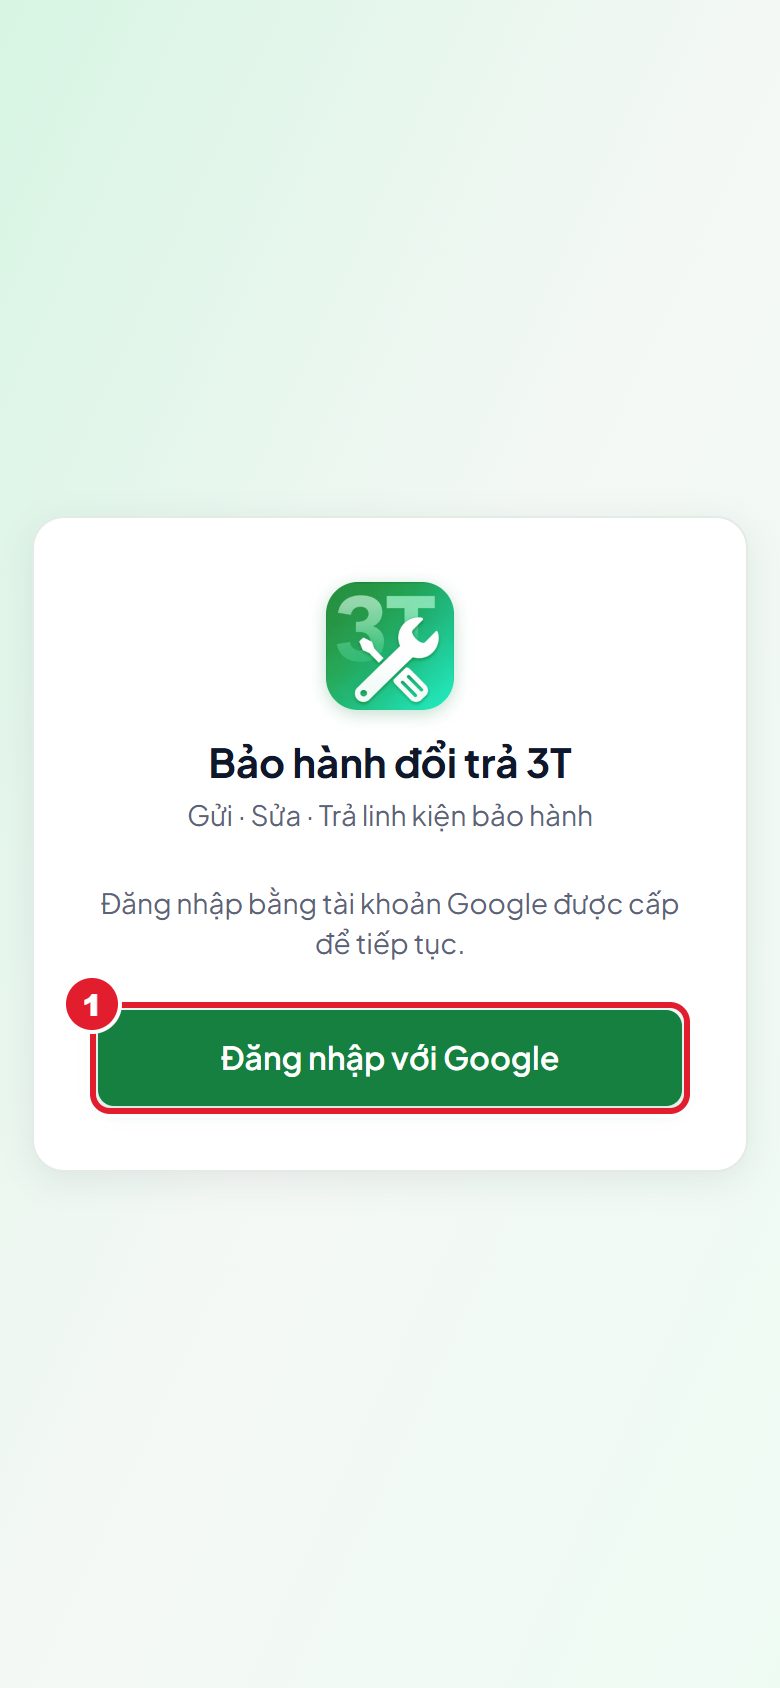 3T
Bảo hành đổi trả 3T
Gửi · Sửa · Trả linh kiện bảo hành
Đăng nhập bằng tài khoản Google được cấp
để tiếp tục.
1
Đăng nhập với Google